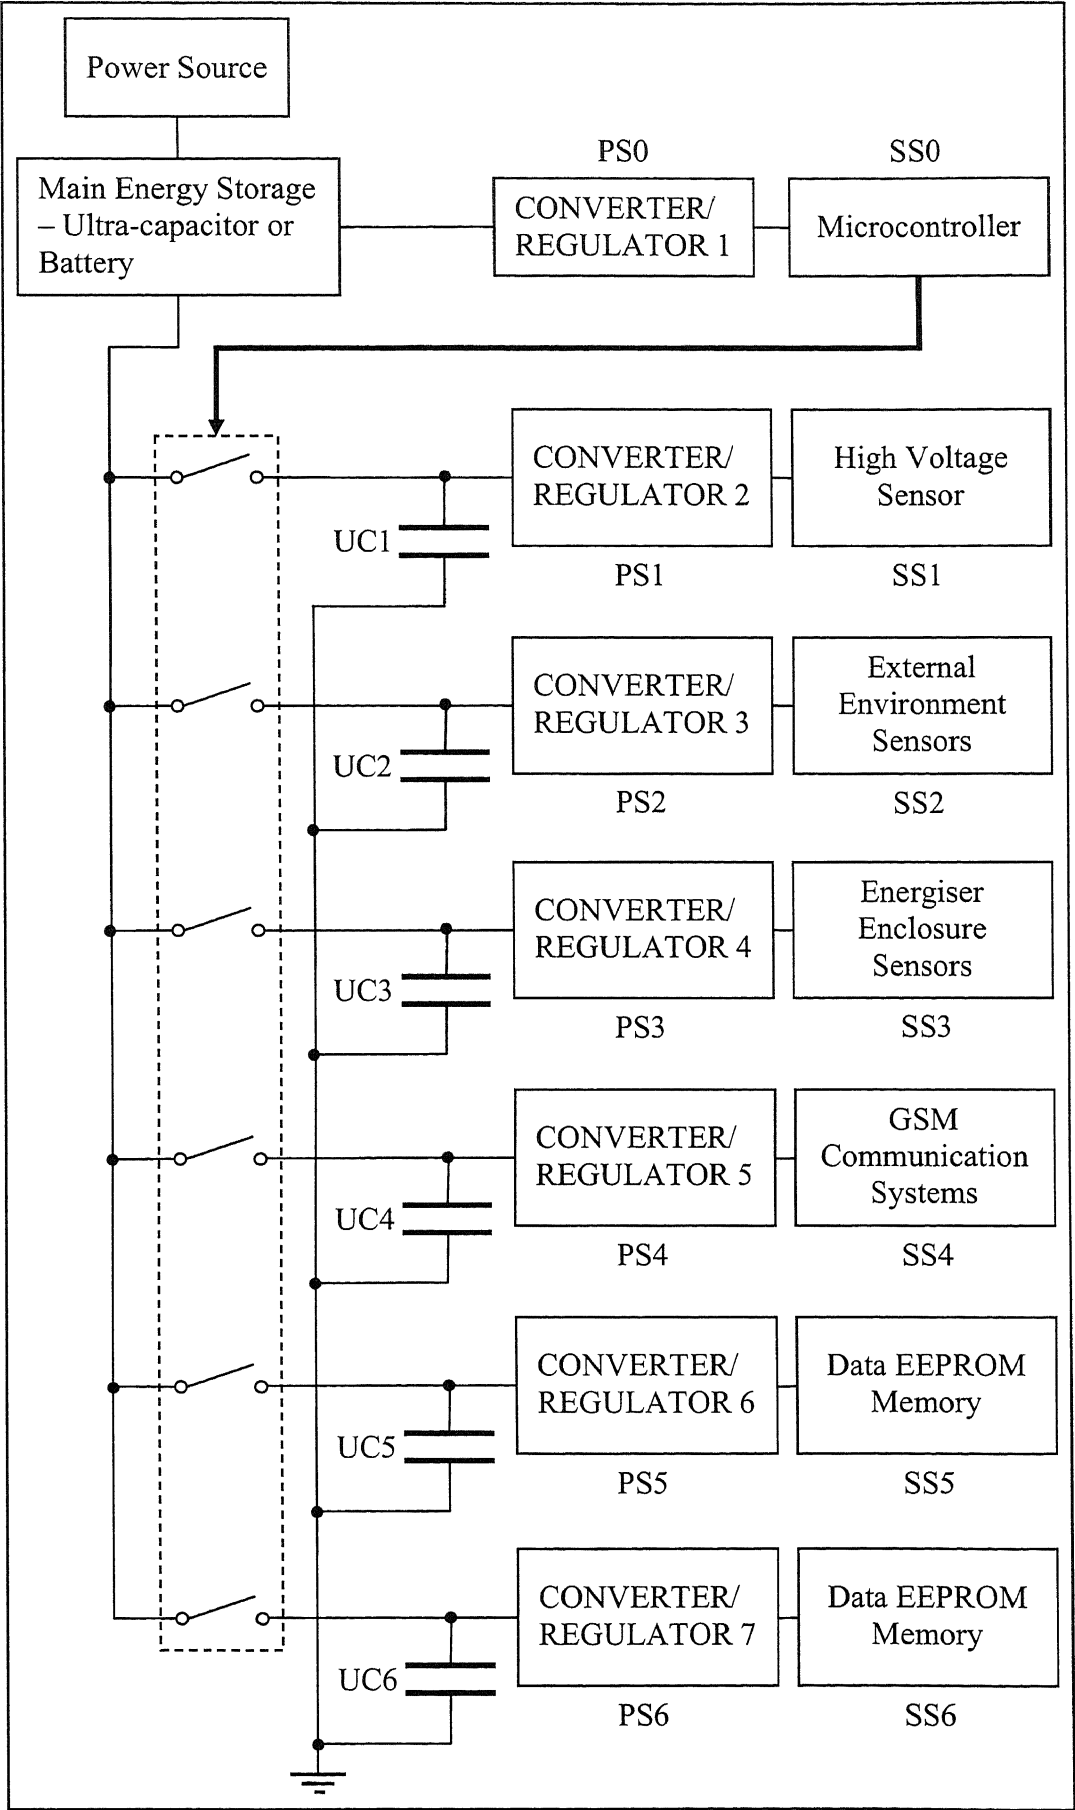 Power Source
Main Energy Storage
– Ultra-capacitor or
Battery
PS0
CONVERTER/
REGULATOR 1
SS0
Microcontroller
CONVERTER/
REGULATOR 2
High Voltage
Sensor
UC1
PS1
SS1
CONVERTER/
REGULATOR 3
External
Environment
Sensors
UC2
PS2
SS2
CONVERTER/
REGULATOR 4
Energiser
Enclosure
Sensors
UC3
PS3
SS3
CONVERTER/
REGULATOR 5
GSM
Communication
Systems
UC4
PS4
SS4
CONVERTER/
REGULATOR 6
Data EEPROM
Memory
UC5
PS5
SS5
CONVERTER/
REGULATOR 7
Data EEPROM
Memory
UC6
PS6
SS6